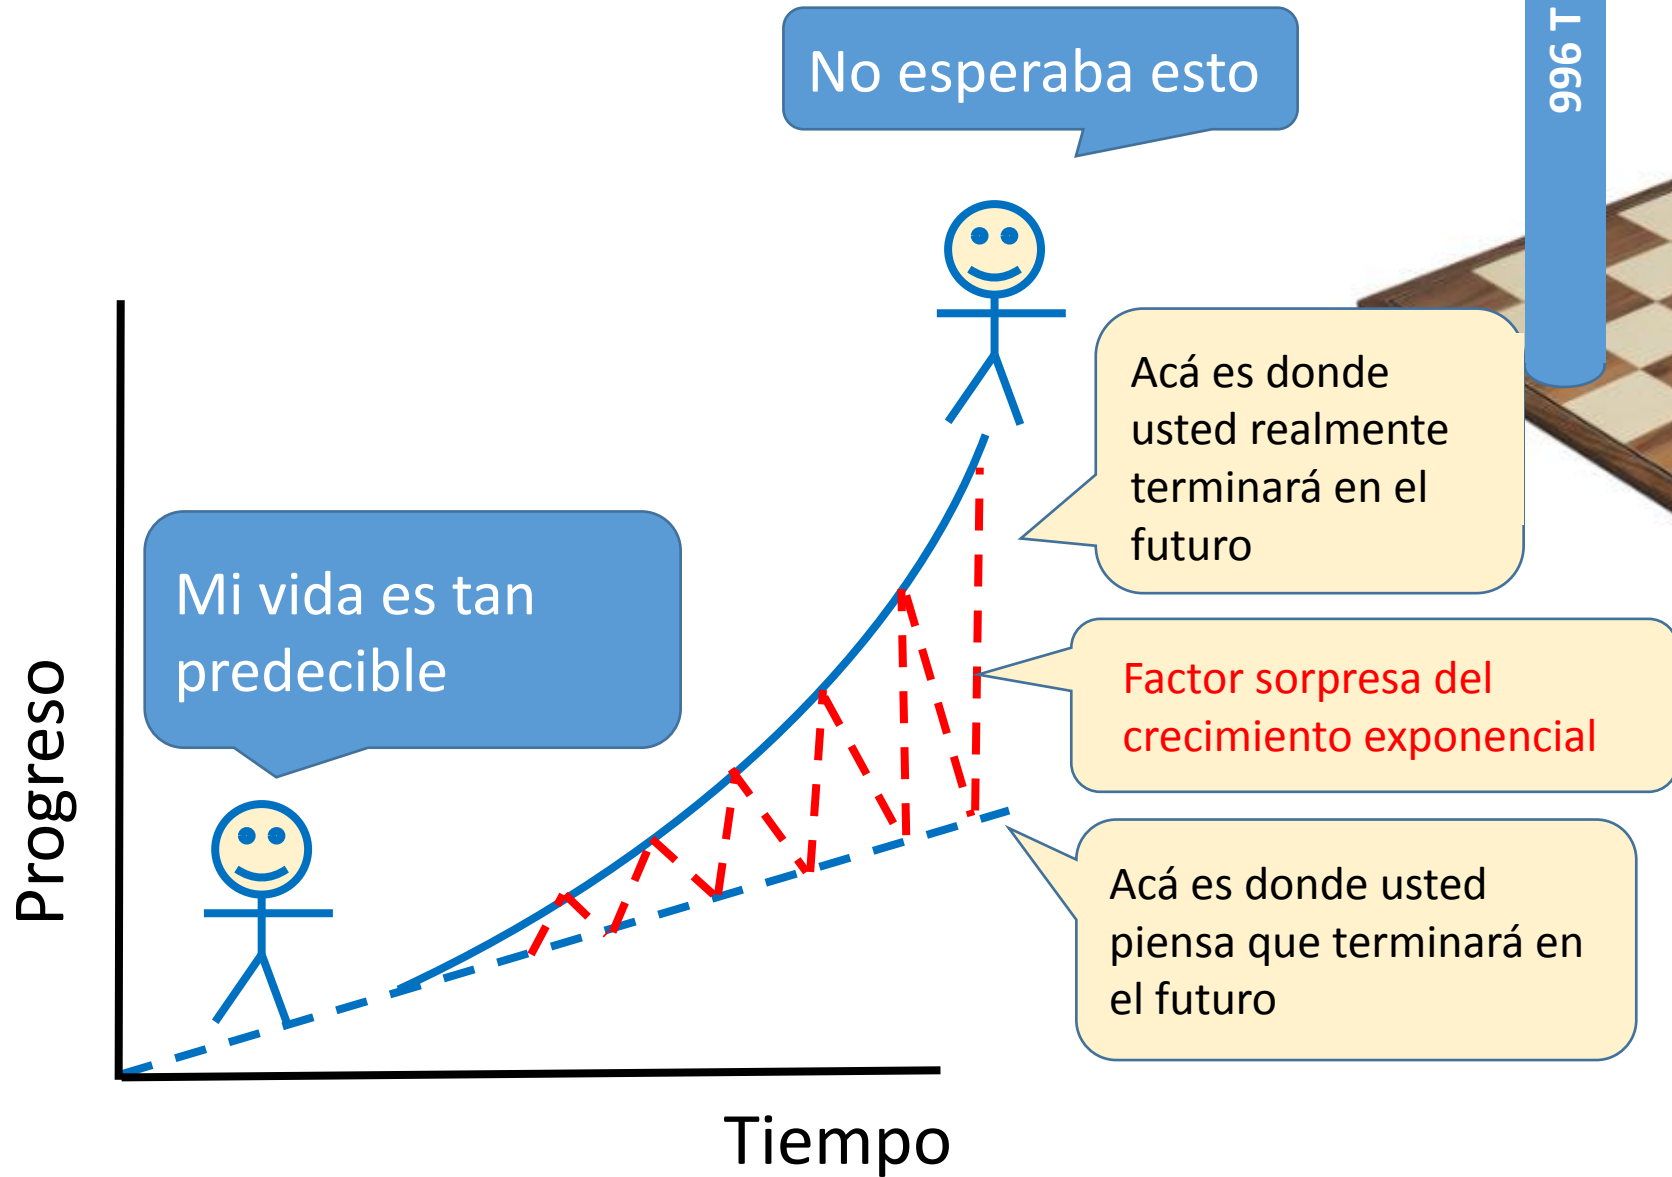 No esperaba esto
996 T
Acá es donde
usted realmente
terminará en el
futuro
Mi vida es tan
predecible
Factor sorpresa del
crecimiento exponencial
Acá es donde usted
piensa que terminará en
el futuro
Progreso
Tiempo